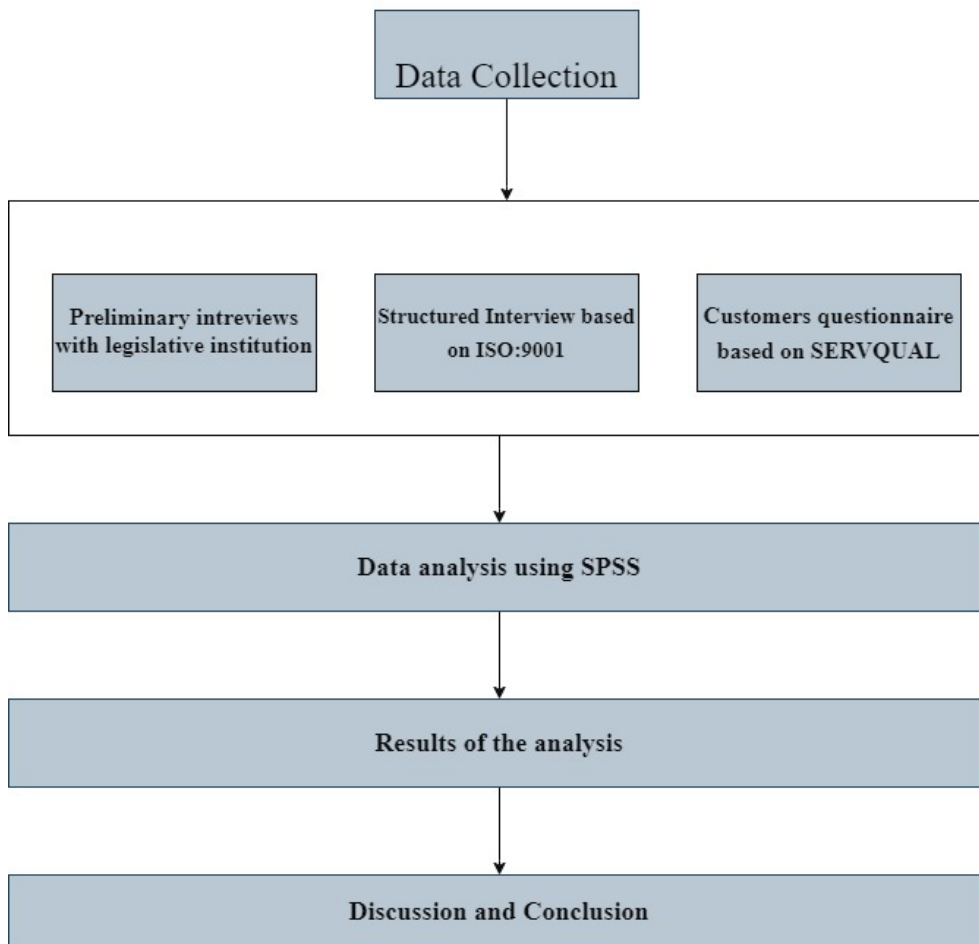 Data Collection
Preliminary intreviews
with legislative institution
Structured Interview based
on ISO:9001
Customers questionnaire
based on SERVQUAL
Data analysis using SPSS
Results of the analysis
Discussion and Conclusion